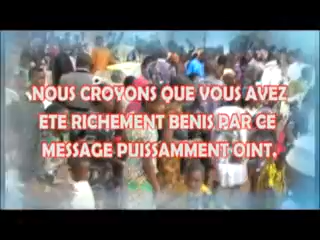 NOUS CROYONS QUE VOUS AVEZ
ETE RICHEMENT BENIS PAR CE
MESSAGE PUISSAMMENT OINT.